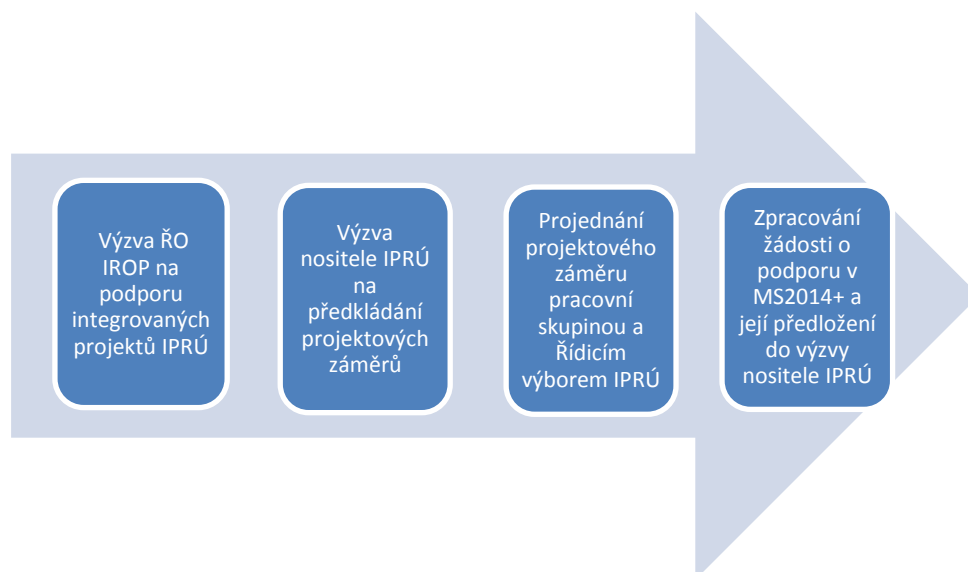 Výzva ŘO
IROP na
podporu
integrovaných
projektů IPRÚ
Výzva
nositele IPRÚ
na
předkládání
projektových
záměrů
Projednání
projektového
záměru
pracovní
skupinou a
Řídicím
výborem IPRÚ
Zpracování
žádosti o
podporu v
MS2014+ a
její předložení
do výzvy
nositele IPRÚ